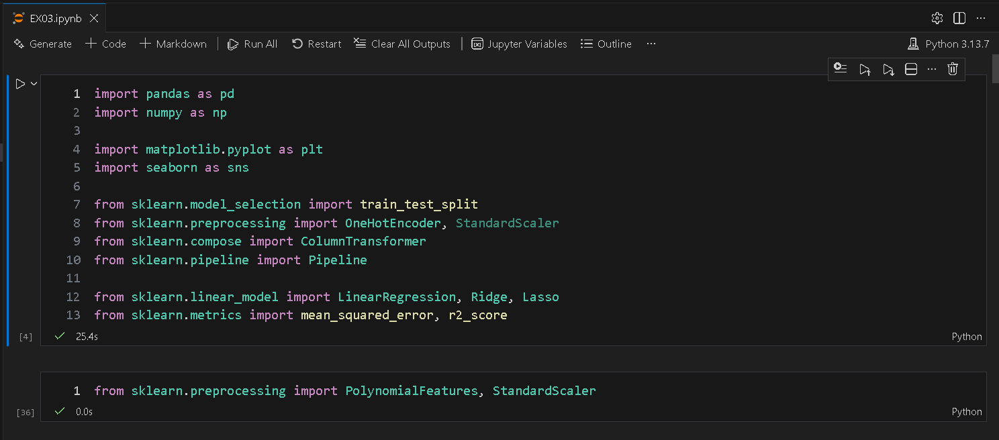 EX03.ipynb
Generate Code Markdown Run All Restart Clear All Outputs Jupyter Variables Outline ... Python 3.13.7
1 import pandas as pd
2 import numpy as np
3
4 import matplotlib.pyplot as plt
5 import seaborn as sns
6
7 from sklearn.model_selection import train_test_split
8 from sklearn.preprocessing import OneHotEncoder, StandardScaler
9 from sklearn.compose import ColumnTransformer
10 from sklearn.pipeline import Pipeline
11
12 from sklearn.linear_model import LinearRegression, Ridge, Lasso
13 from sklearn.metrics import mean_squared_error, r2_score
[4] 25.4s Python
1 from sklearn.preprocessing import PolynomialFeatures, StandardScaler
[36] 0.0s Python